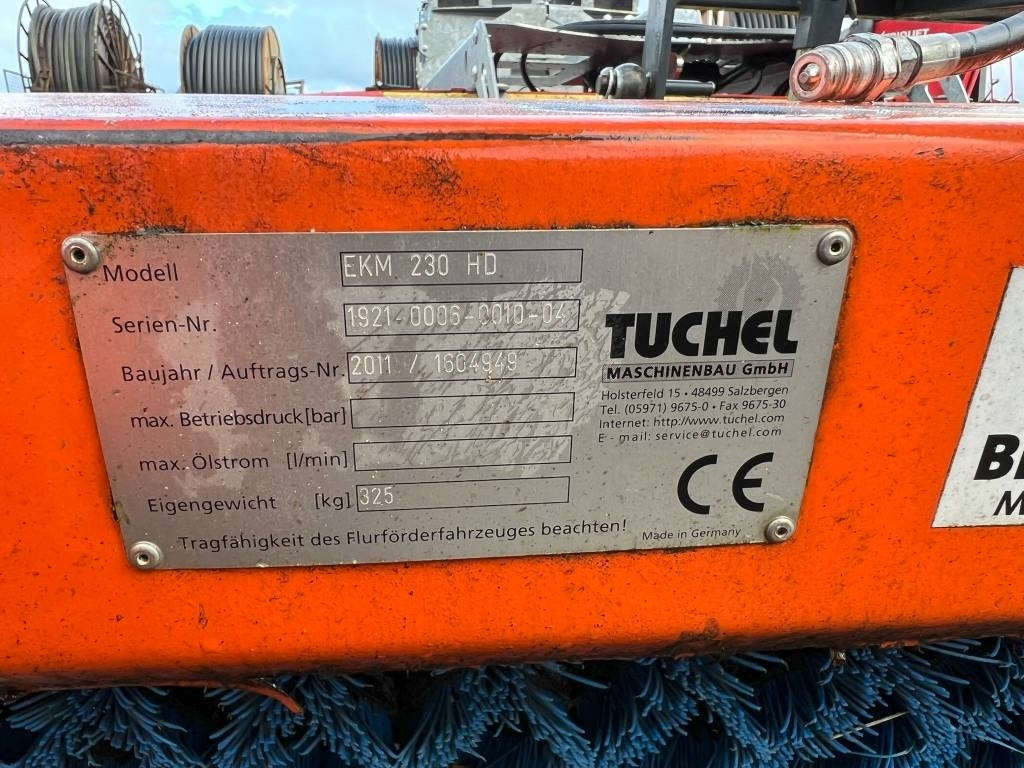 Modell EKM 230 HD
Serien-Nr. 1921-0006-0010-04
Baujahr / Auftrags-Nr. 2011 / 1604949
max. Betriebsdruck [bar]
max. Ölstrom [l/min]
Eigengewicht [kg] 325
Tragfähigkeit des Flurförderfahrzeuges beachten!
TUCHEL
MASCHINENBAU GmbH
Holsterfeld 15 • 48499 Salzbergen
Tel. (05971) 9675-0 • Fax 9675-30
Internet: http://www.tuchel.com
E - mail: service@tuchel.com
CE
Made in Germany